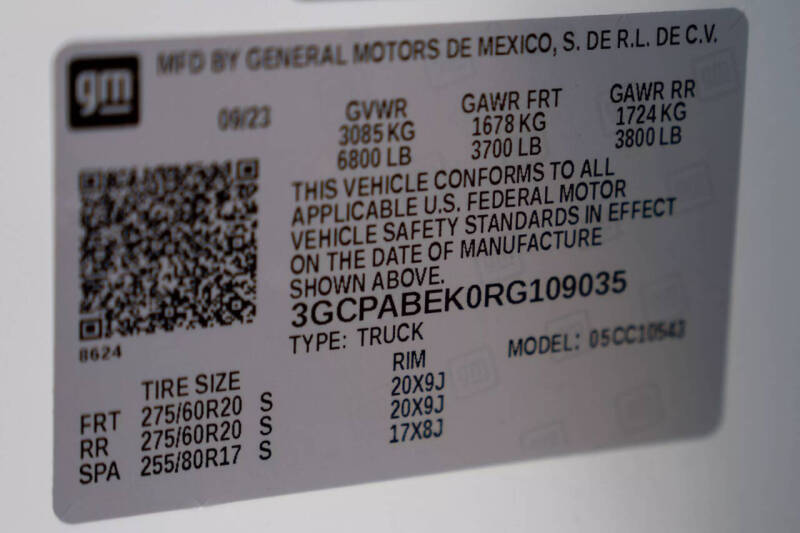 gm
MFD BY GENERAL MOTORS DE MEXICO, S. DE R.L. DE C.V.
09/23
GVWR GAWR FRT GAWR RR
3085 KG 1678 KG 1724 KG
6800 LB 3700 LB 3800 LB
THIS VEHICLE CONFORMS TO ALL
APPLICABLE U.S. FEDERAL MOTOR
VEHICLE SAFETY STANDARDS IN EFFECT
ON THE DATE OF MANUFACTURE
SHOWN ABOVE.
3GCPABEK0RG109035
8624
TYPE: TRUCK MODEL: 05CC10543
TIRE SIZE RIM
FRT 275/60R20 S 20X9J
RR 275/60R20 S 20X9J
SPA 255/80R17 S 17X8J